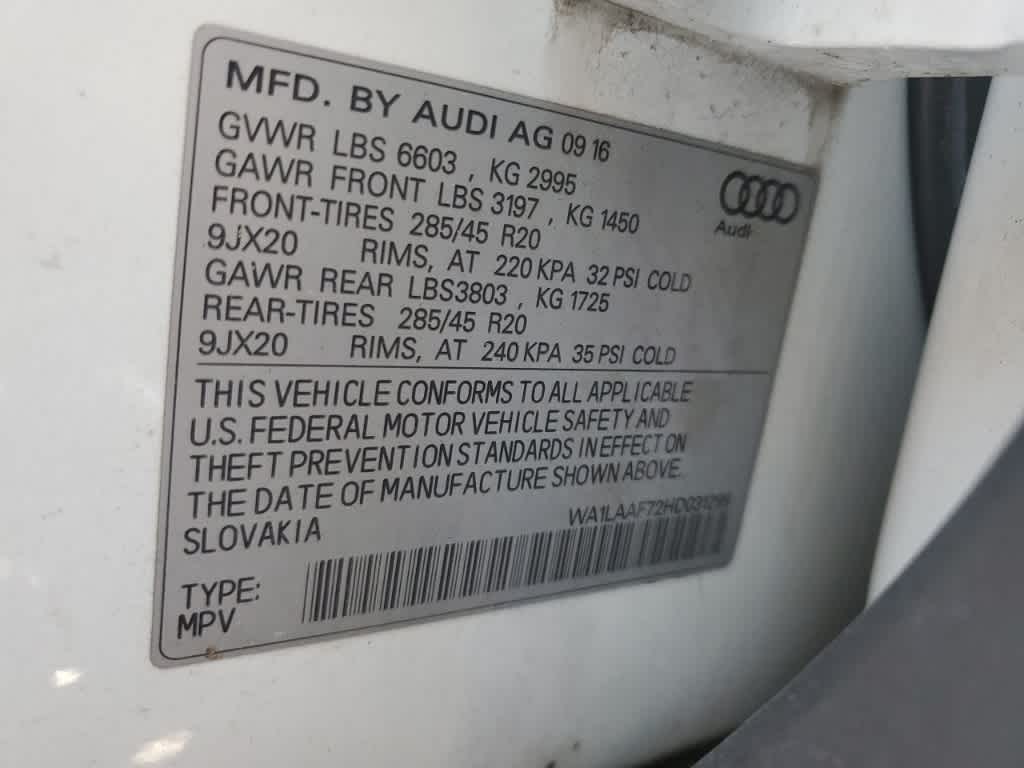 MFD. BY AUDI AG 09 16
GVWR LBS 6603 , KG 2995
GAWR FRONT LBS 3197 , KG 1450
FRONT-TIRES 285/45 R20
9JX20 RIMS, AT 220 KPA 32 PSI COLD
GAWR REAR LBS3803 , KG 1725
REAR-TIRES 285/45 R20
9JX20 RIMS, AT 240 KPA 35 PSI COLD
Audi
THIS VEHICLE CONFORMS TO ALL APPLICABLE
U.S. FEDERAL MOTOR VEHICLE SAFETY AND
THEFT PREVENTION STANDARDS IN EFFECT ON
THE DATE OF MANUFACTURE SHOWN ABOVE.
SLOVAKIA
TYPE:
MPV